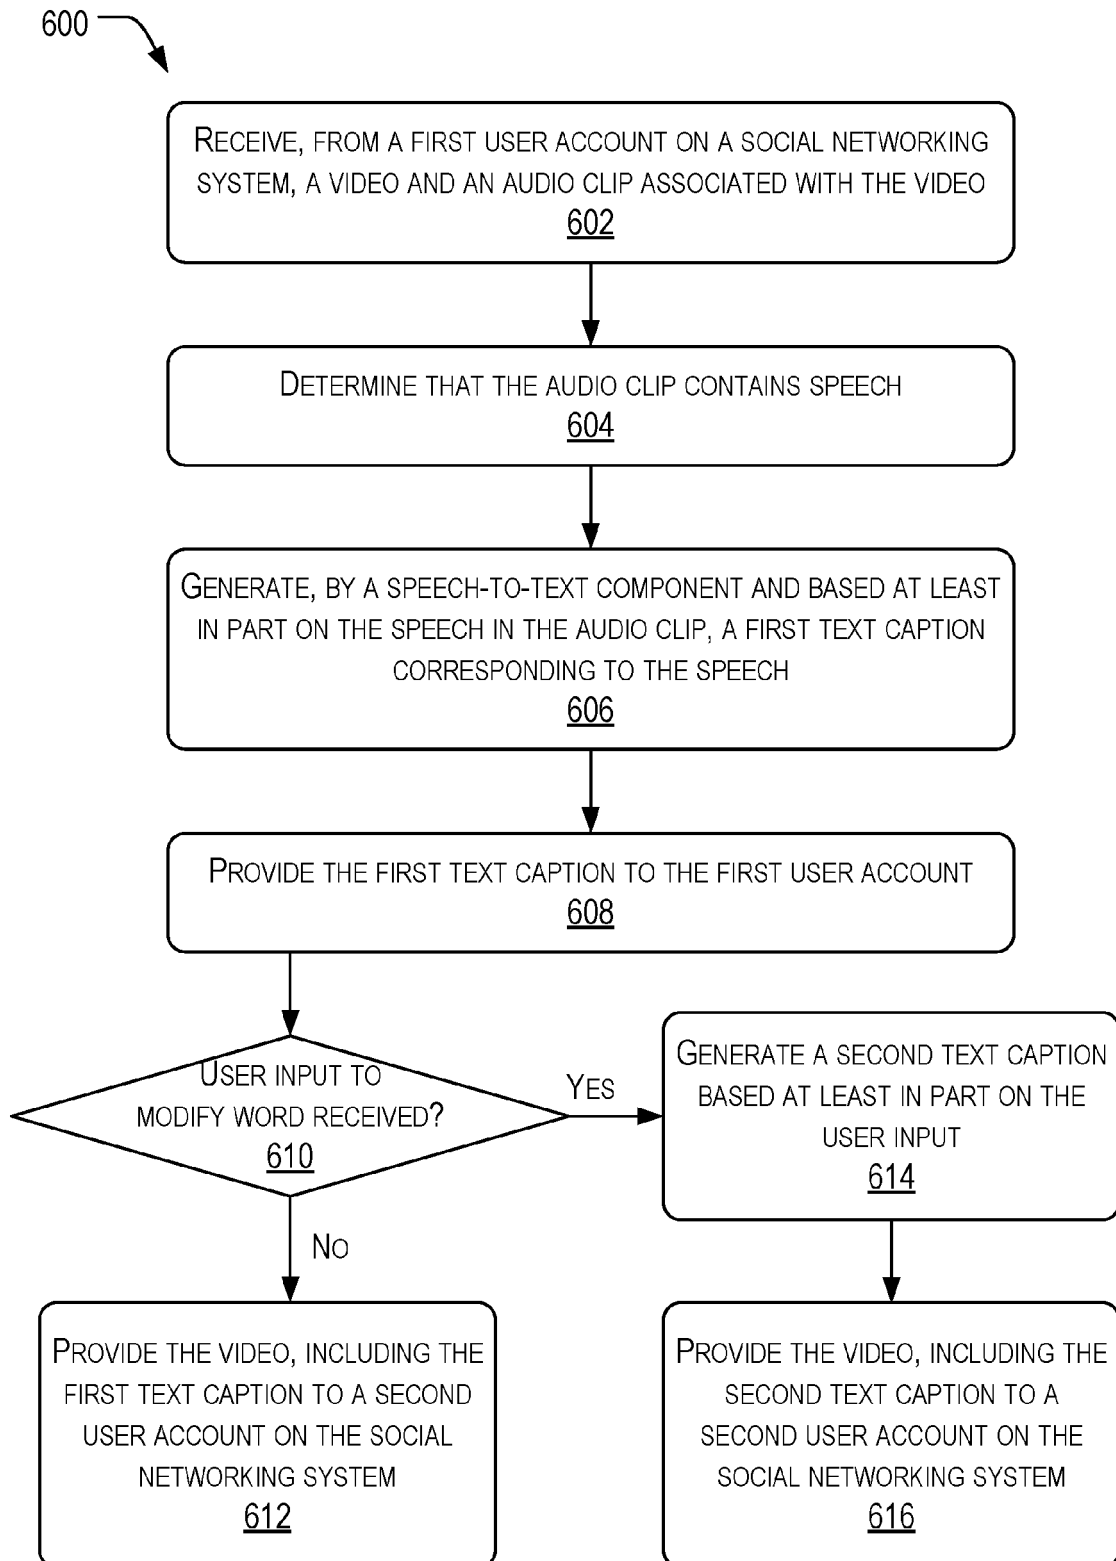 600
RECEIVE, FROM A FIRST USER ACCOUNT ON A SOCIAL NETWORKING
SYSTEM, A VIDEO AND AN AUDIO CLIP ASSOCIATED WITH THE VIDEO
602
DETERMINE THAT THE AUDIO CLIP CONTAINS SPEECH
604
GENERATE, BY A SPEECH-TO-TEXT COMPONENT AND BASED AT LEAST
IN PART ON THE SPEECH IN THE AUDIO CLIP, A FIRST TEXT CAPTION
CORRESPONDING TO THE SPEECH
606
PROVIDE THE FIRST TEXT CAPTION TO THE FIRST USER ACCOUNT
608
USER INPUT TO
MODIFY WORD RECEIVED?
610
YES
GENERATE A SECOND TEXT CAPTION
BASED AT LEAST IN PART ON THE
USER INPUT
614
NO
PROVIDE THE VIDEO, INCLUDING THE
FIRST TEXT CAPTION TO A SECOND
USER ACCOUNT ON THE SOCIAL
NETWORKING SYSTEM
612
PROVIDE THE VIDEO, INCLUDING THE
SECOND TEXT CAPTION TO A
SECOND USER ACCOUNT ON THE
SOCIAL NETWORKING SYSTEM
616